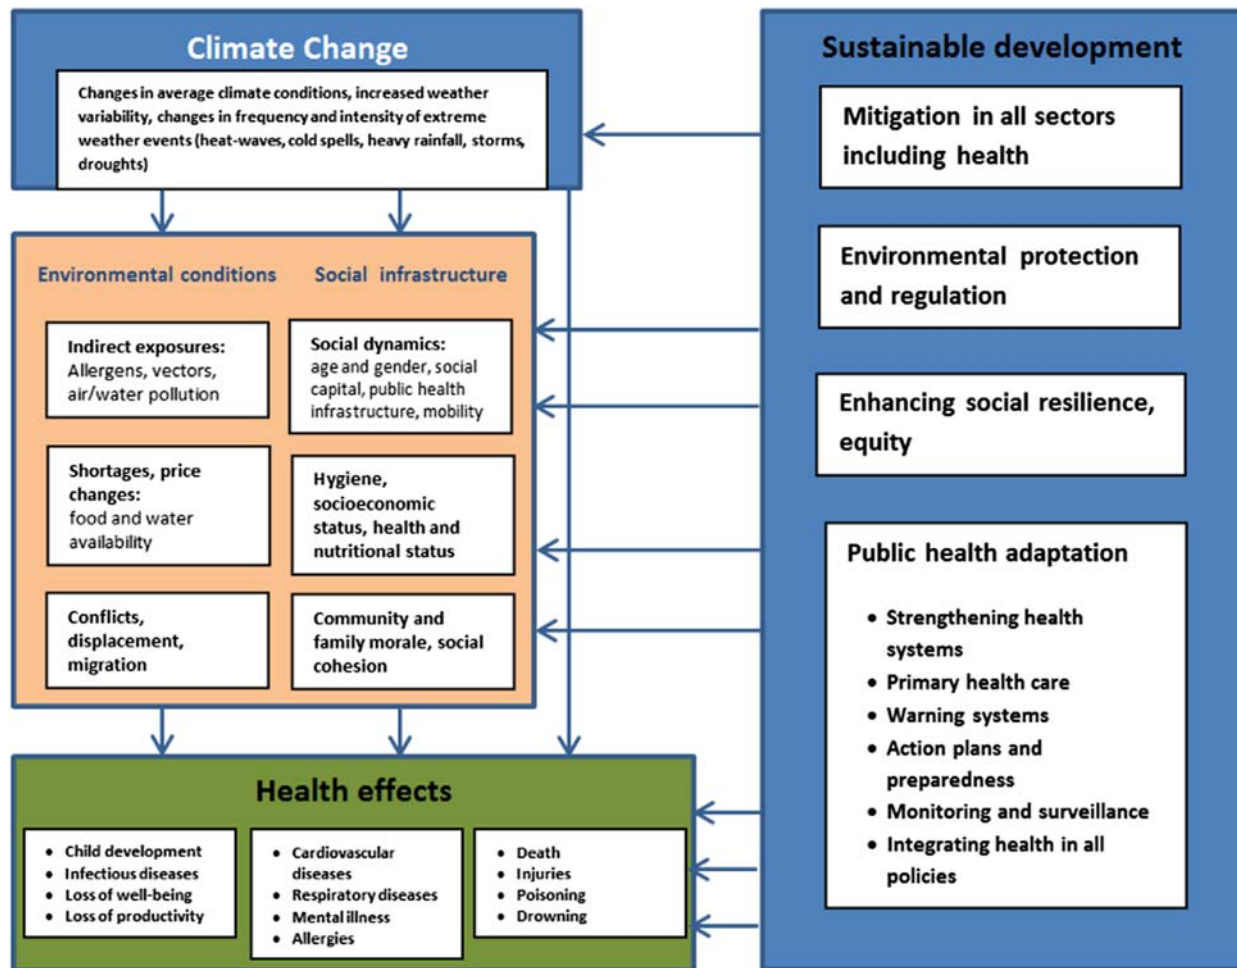 Climate Change
Changes in average climate conditions, increased weather
variability, changes in frequency and intensity of extreme
weather events (heat-waves, cold spells, heavy rainfall, storms,
droughts)
Environmental conditions
Social infrastructure
Indirect exposures:
Allergens, vectors,
air/water pollution
Social dynamics:
age and gender, social
capital, public health
infrastructure, mobility
Shortages, price
changes:
food and water
availability
Hygiene,
socioeconomic
status, health and
nutritional status
Conflicts,
displacement,
migration
Community and
family morale, social
cohesion
Health effects
• Child development
• Infectious diseases
• Loss of well-being
• Loss of productivity
• Cardiovascular
diseases
• Respiratory diseases
• Mental illness
• Allergies
• Death
• Injuries
• Poisoning
• Drowning
Sustainable development
Mitigation in all sectors
including health
Environmental protection
and regulation
Enhancing social resilience,
equity
Public health adaptation
• Strengthening health
systems
• Primary health care
• Warning systems
• Action plans and
preparedness
• Monitoring and surveillance
• Integrating health in all
policies